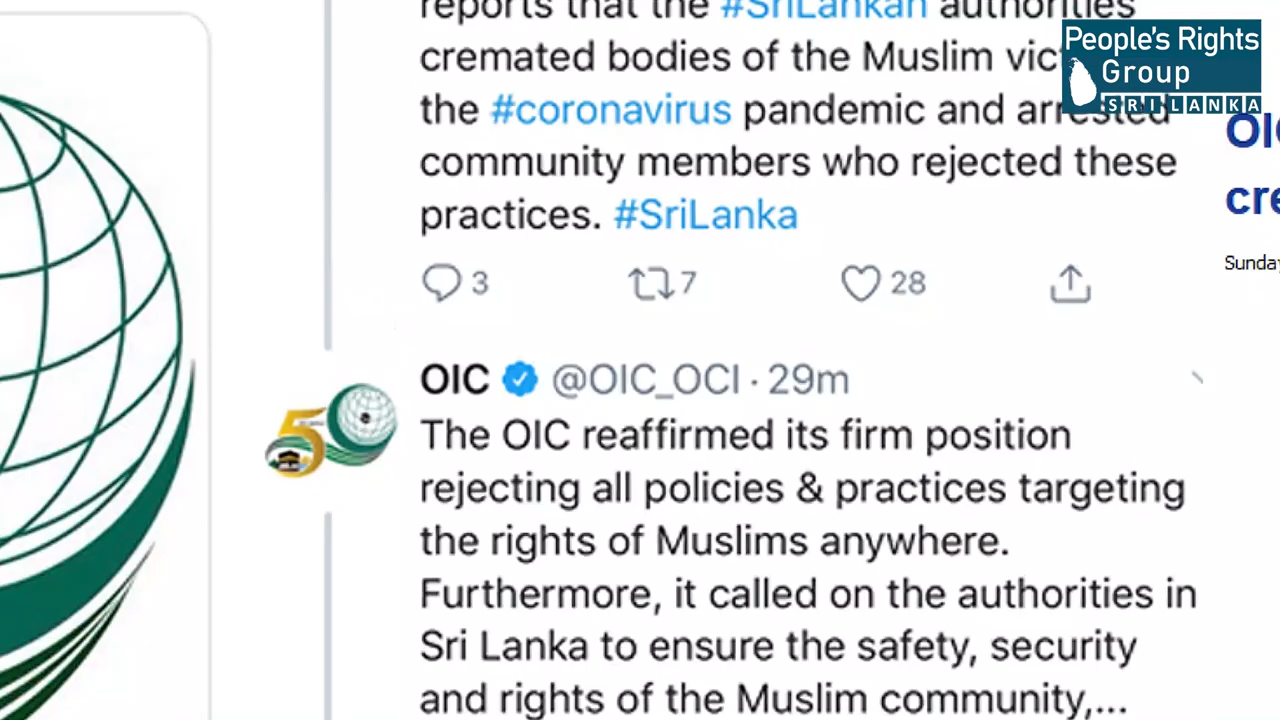 reports that the #SriLankan authorities
cremated bodies of the Muslim
the #coronavirus pandemic and arrested
community members who rejected these
practices. #SriLanka
3 7 28
OIC @OIC_OCI · 29m
The OIC reaffirmed its firm position
rejecting all policies & practices targeting
the rights of Muslims anywhere.
Furthermore, it called on the authorities in
Sri Lanka to ensure the safety, security
and rights of the Muslim community,...
50
People's Rights
Group
SRILANKA
Sunday